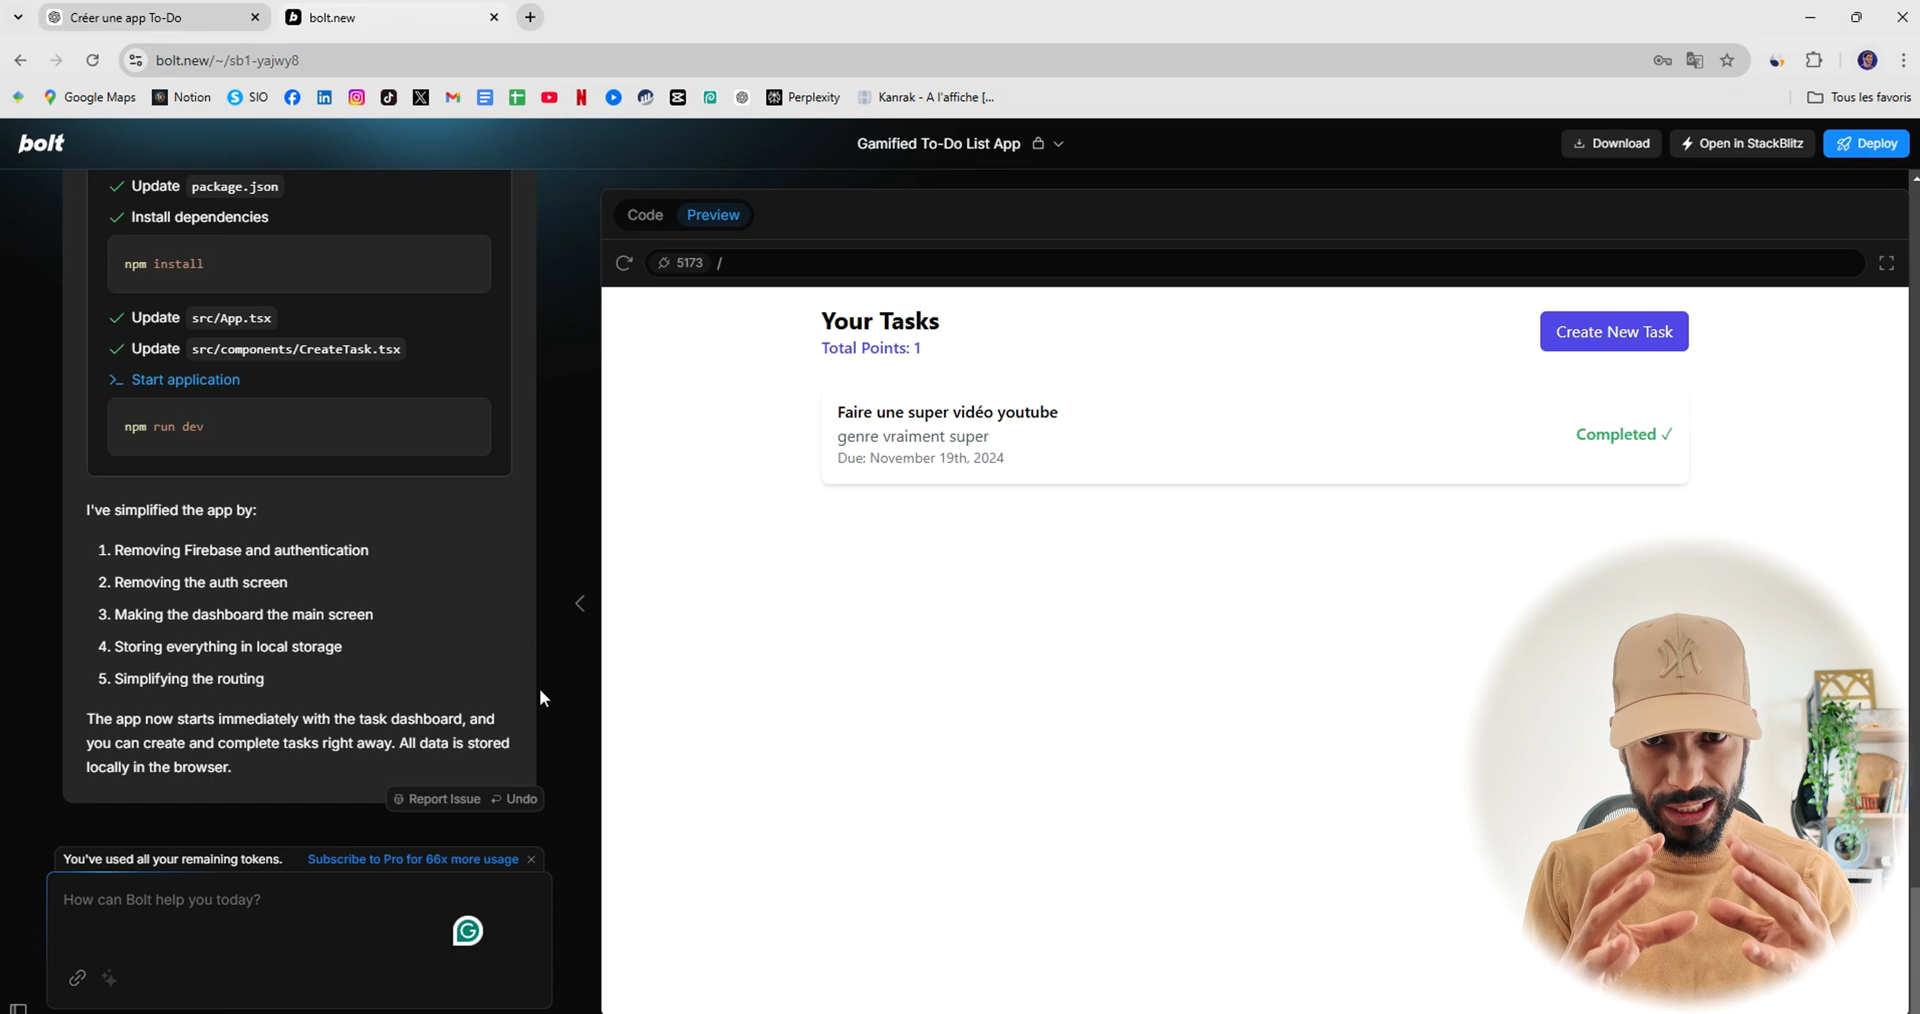 Créer une app To-Do
bolt.new
bolt.new/~/sb1-yajwy8
Google Maps
Notion
SIO
Perplexity
Kanrak - A l'affiche [...
Tous les favoris
bolt
Gamified To-Do List App
Download
Open in StackBlitz
Deploy
Update package.json
Install dependencies
npm install
Update src/App.tsx
Update src/components/CreateTask.tsx
Start application
npm run dev
I've simplified the app by:
1. Removing Firebase and authentication
2. Removing the auth screen
3. Making the dashboard the main screen
4. Storing everything in local storage
5. Simplifying the routing
The app now starts immediately with the task dashboard, and
you can create and complete tasks right away. All data is stored
locally in the browser.
Report Issue
Undo
You've used all your remaining tokens.
Subscribe to Pro for 66x more usage
How can Bolt help you today?
Code
Preview
5173 /
Your Tasks
Total Points: 1
Create New Task
Faire une super vidéo youtube
genre vraiment super
Due: November 19th, 2024
Completed ✓